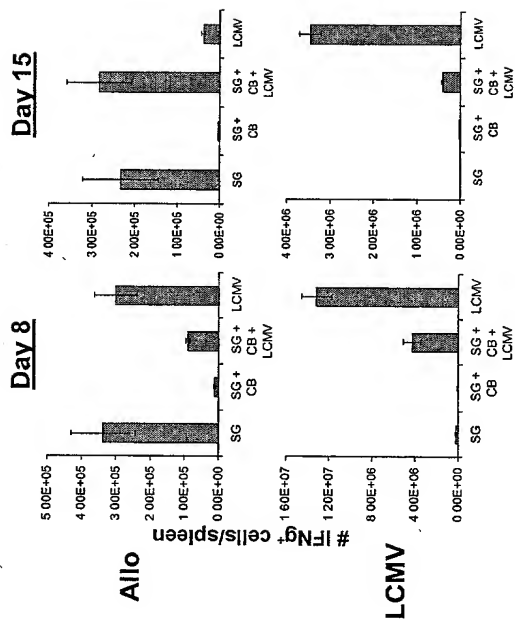 Day 8
Day 15
Allo
LCMV
# IFNg+ cells/spleen
5 00E+05
4 00E+05
3 00E+05
2 00E+05
1 00E+05
0 00E+00
SG
SG +
CB
SG +
CB +
LCMV
LCMV
4 00E+05
3 00E+05
2 00E+05
1 00E+05
0 00E+00
SG
SG +
CB
SG +
CB +
LCMV
LCMV
1 60E+07
1 20E+07
8 00E+06
4 00E+06
0 00E+00
SG
SG +
CB
SG +
CB +
LCMV
LCMV
4 00E+06
3 00E+06
2 00E+06
1 00E+06
0 00E+00
SG
SG +
CB
SG +
CB +
LCMV
LCMV